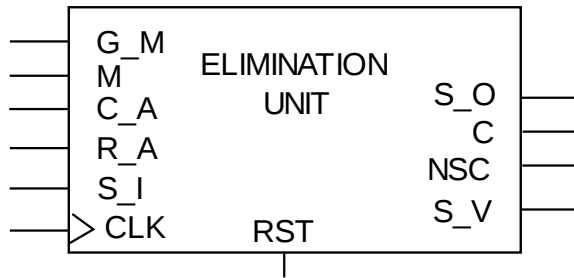 G_M
M
C_A
R_A
S_I
CLK
ELIMINATION
UNIT
RST
S_O
C
NSC
S_V